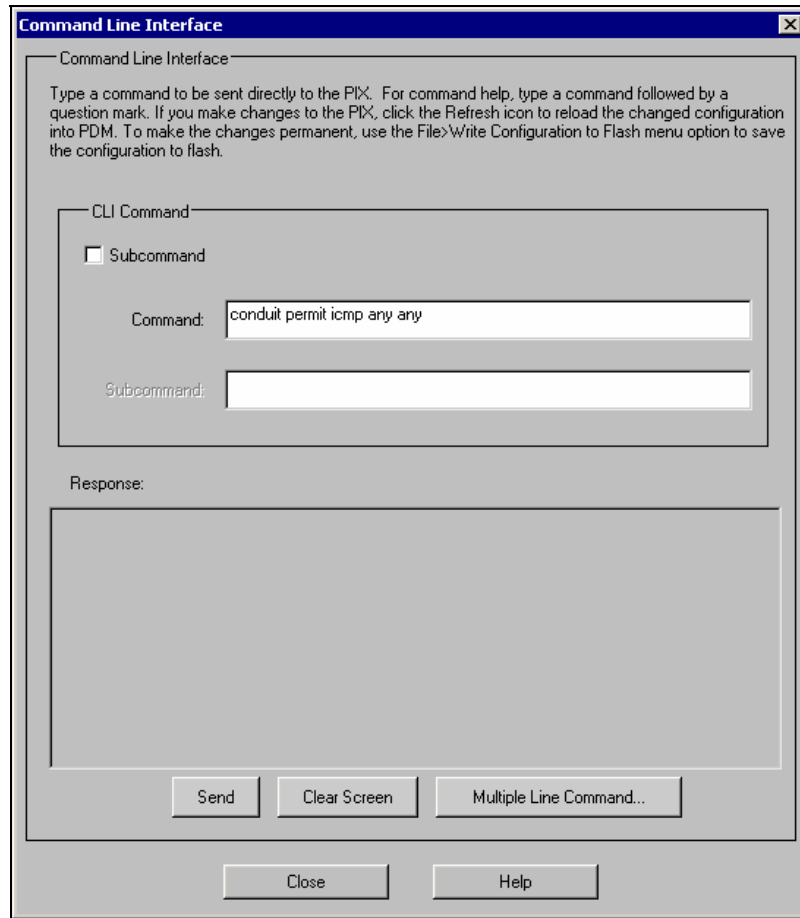 Command Line Interface
Command Line Interface
Type a command to be sent directly to the PIX. For command help, type a command followed by a
question mark. If you make changes to the PIX, click the Refresh icon to reload the changed configuration
into PDM. To make the changes permanent, use the File>Write Configuration to Flash menu option to save
the configuration to flash.
CLI Command
Subcommand
Command: conduit permit icmp any any
Subcommand:
Response:
Send Clear Screen Multiple Line Command...
Close Help